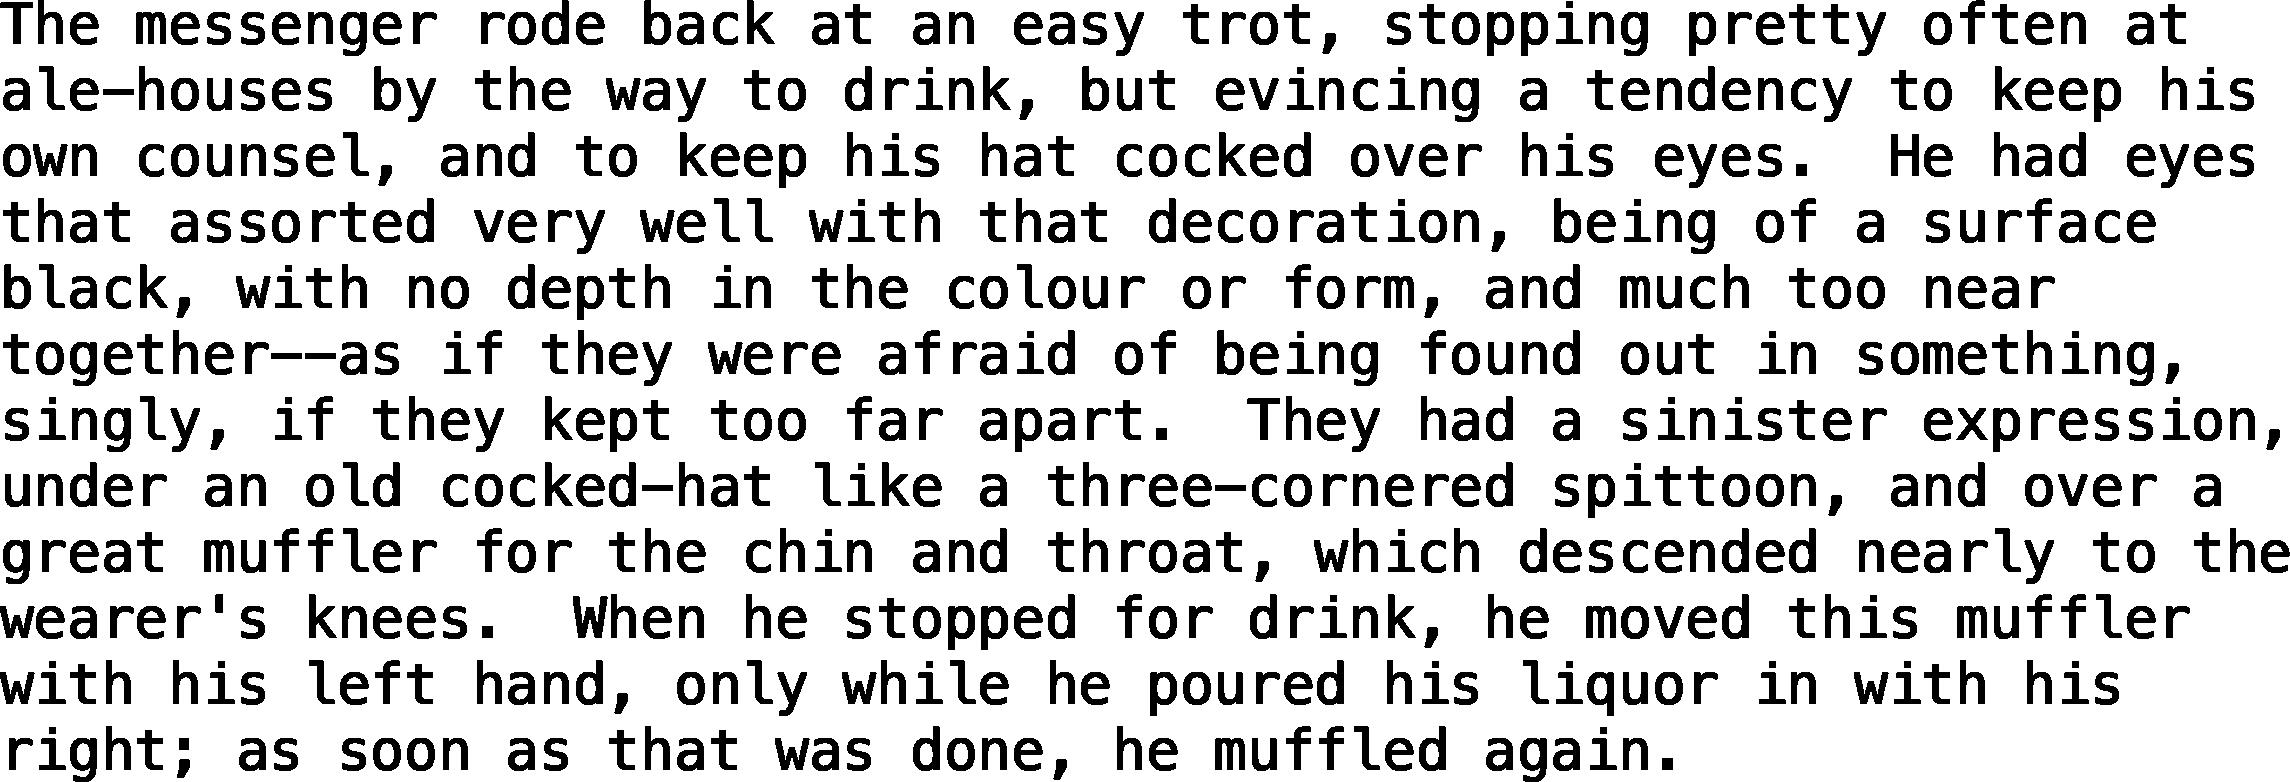 The messenger rode back at an easy trot, stopping pretty often at
ale-houses by the way to drink, but evincing a tendency to keep his
own counsel, and to keep his hat cocked over his eyes.  He had eyes
that assorted very well with that decoration, being of a surface
black, with no depth in the colour or form, and much too near
together--as if they were afraid of being found out in something,
singly, if they kept too far apart.  They had a sinister expression,
under an old cocked-hat like a three-cornered spittoon, and over a
great muffler for the chin and throat, which descended nearly to the
wearer's knees.  When he stopped for drink, he moved this muffler
with his left hand, only while he poured his liquor in with his
right; as soon as that was done, he muffled again.